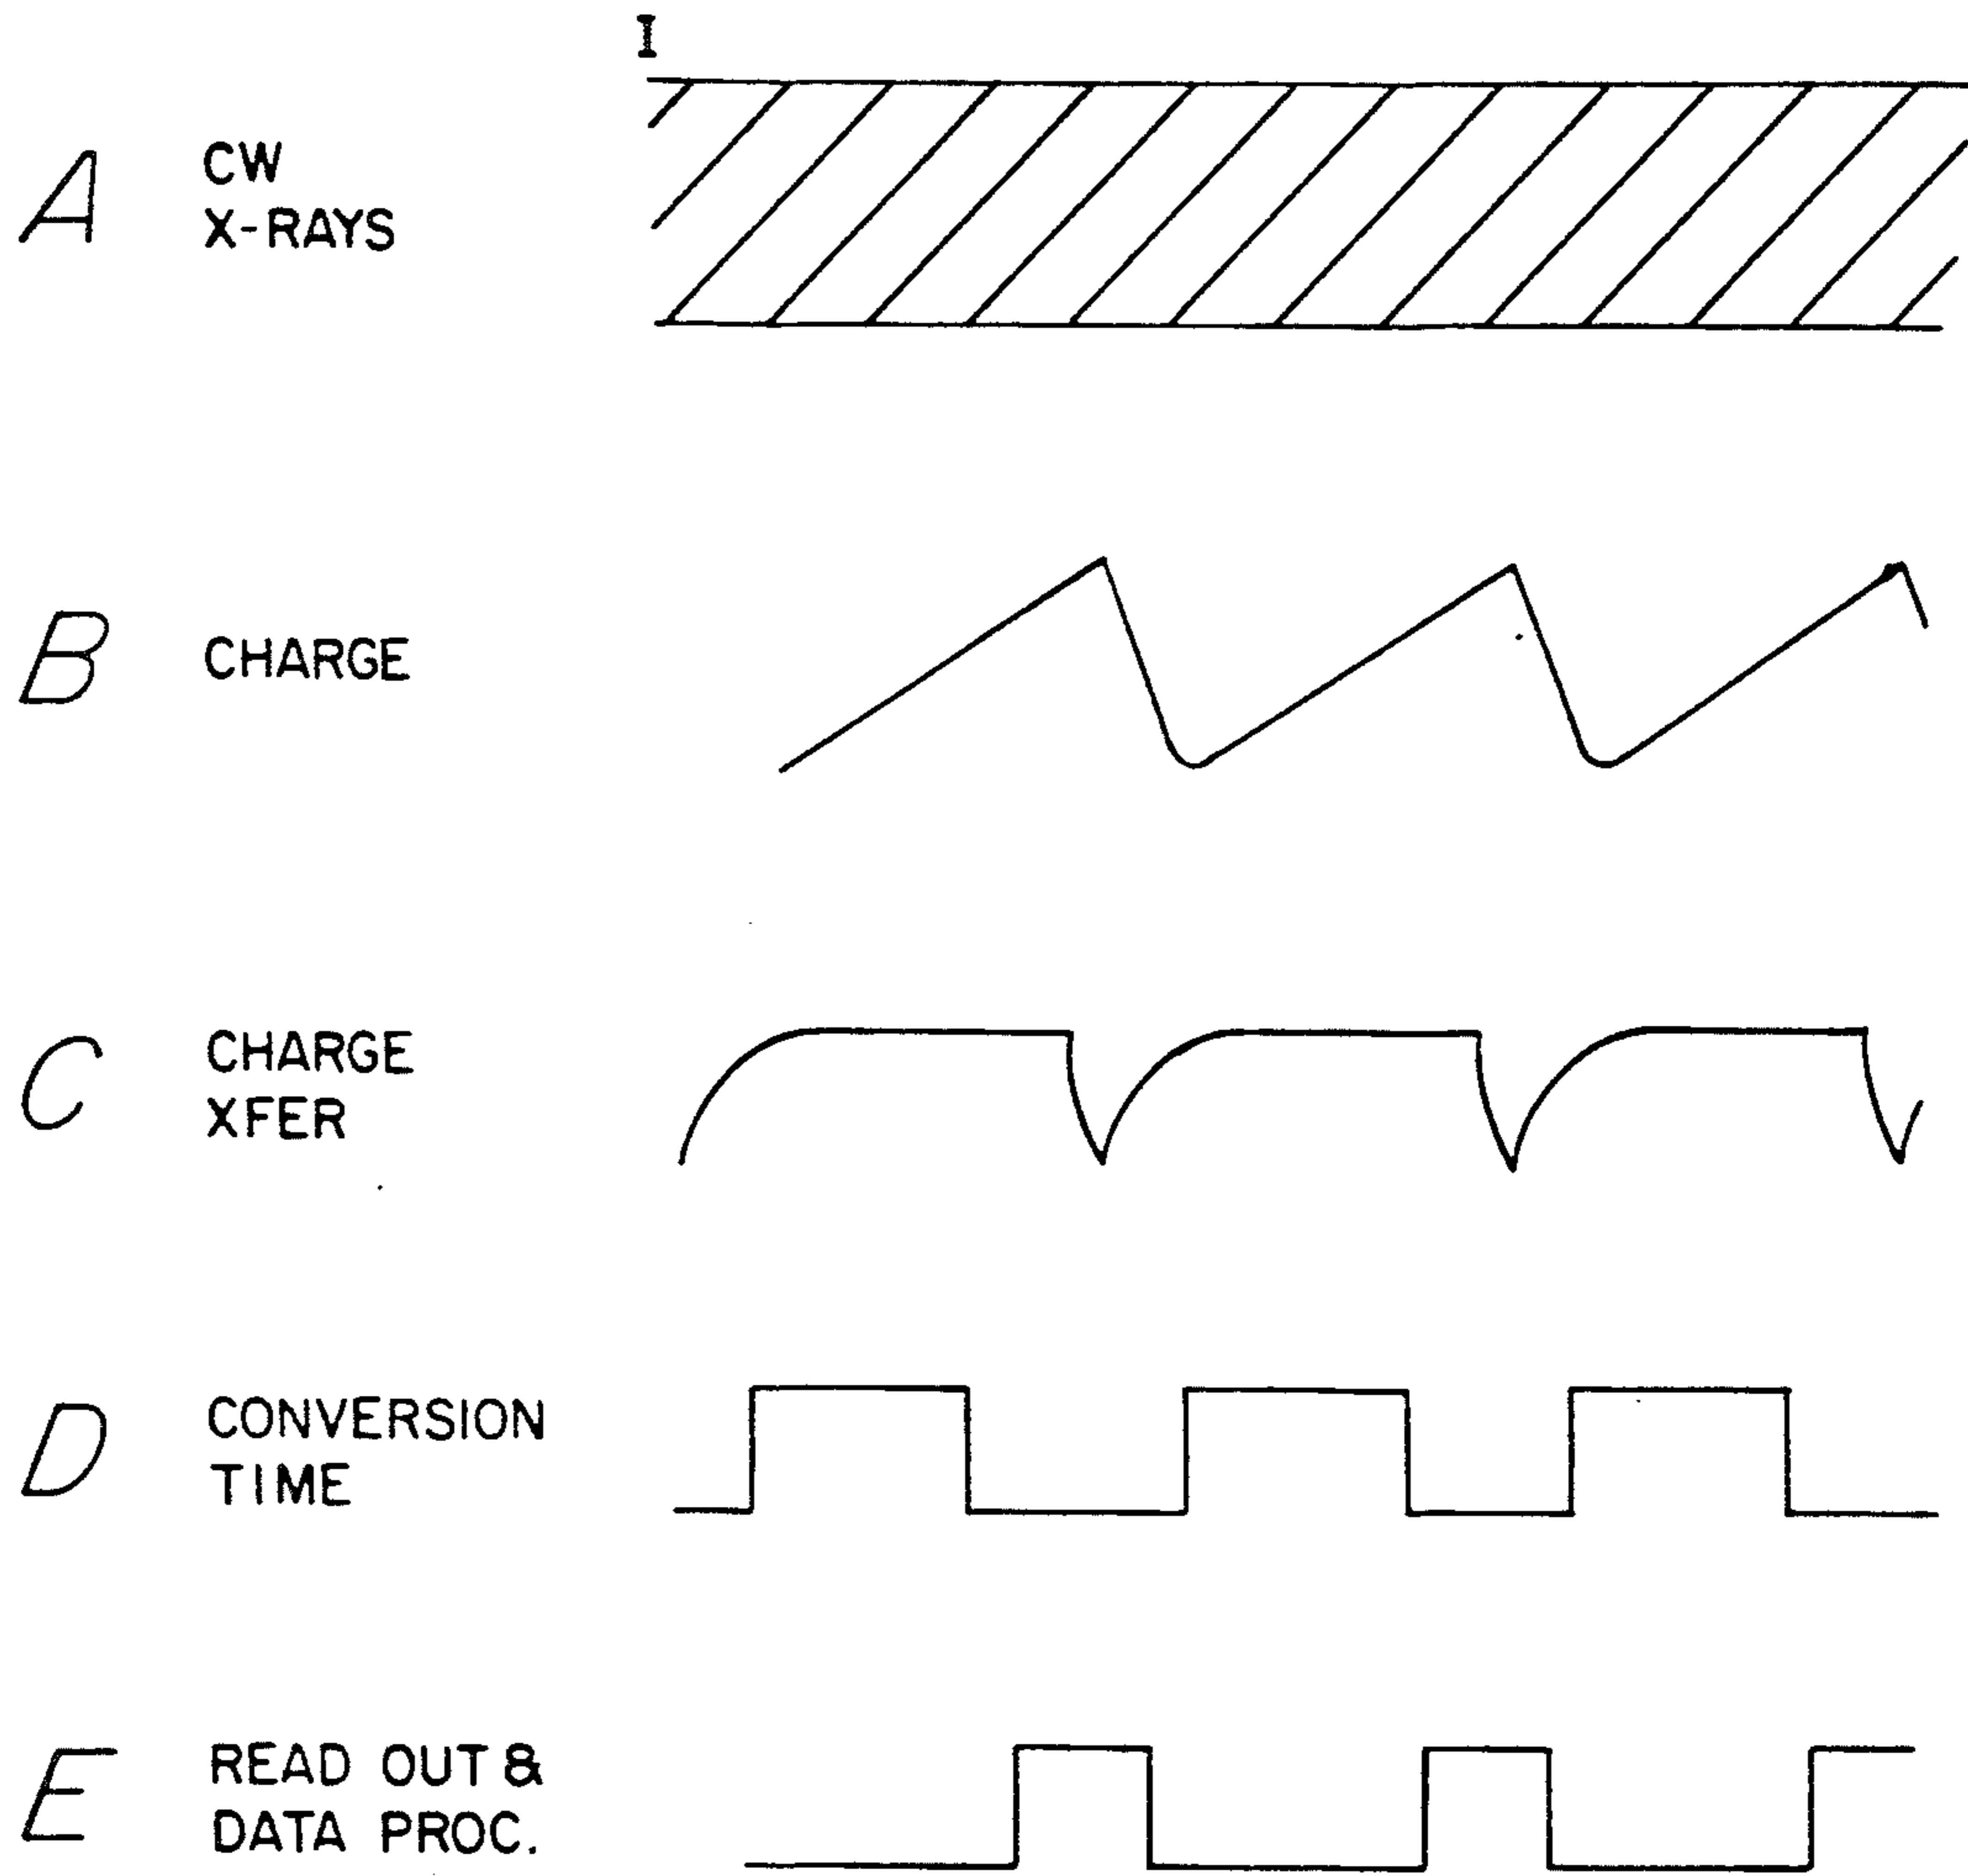 I
A
CW
X-RAYS
B
CHARGE
C
CHARGE
XFER
D
CONVERSION
TIME
E
READ OUT &
DATA PROC.